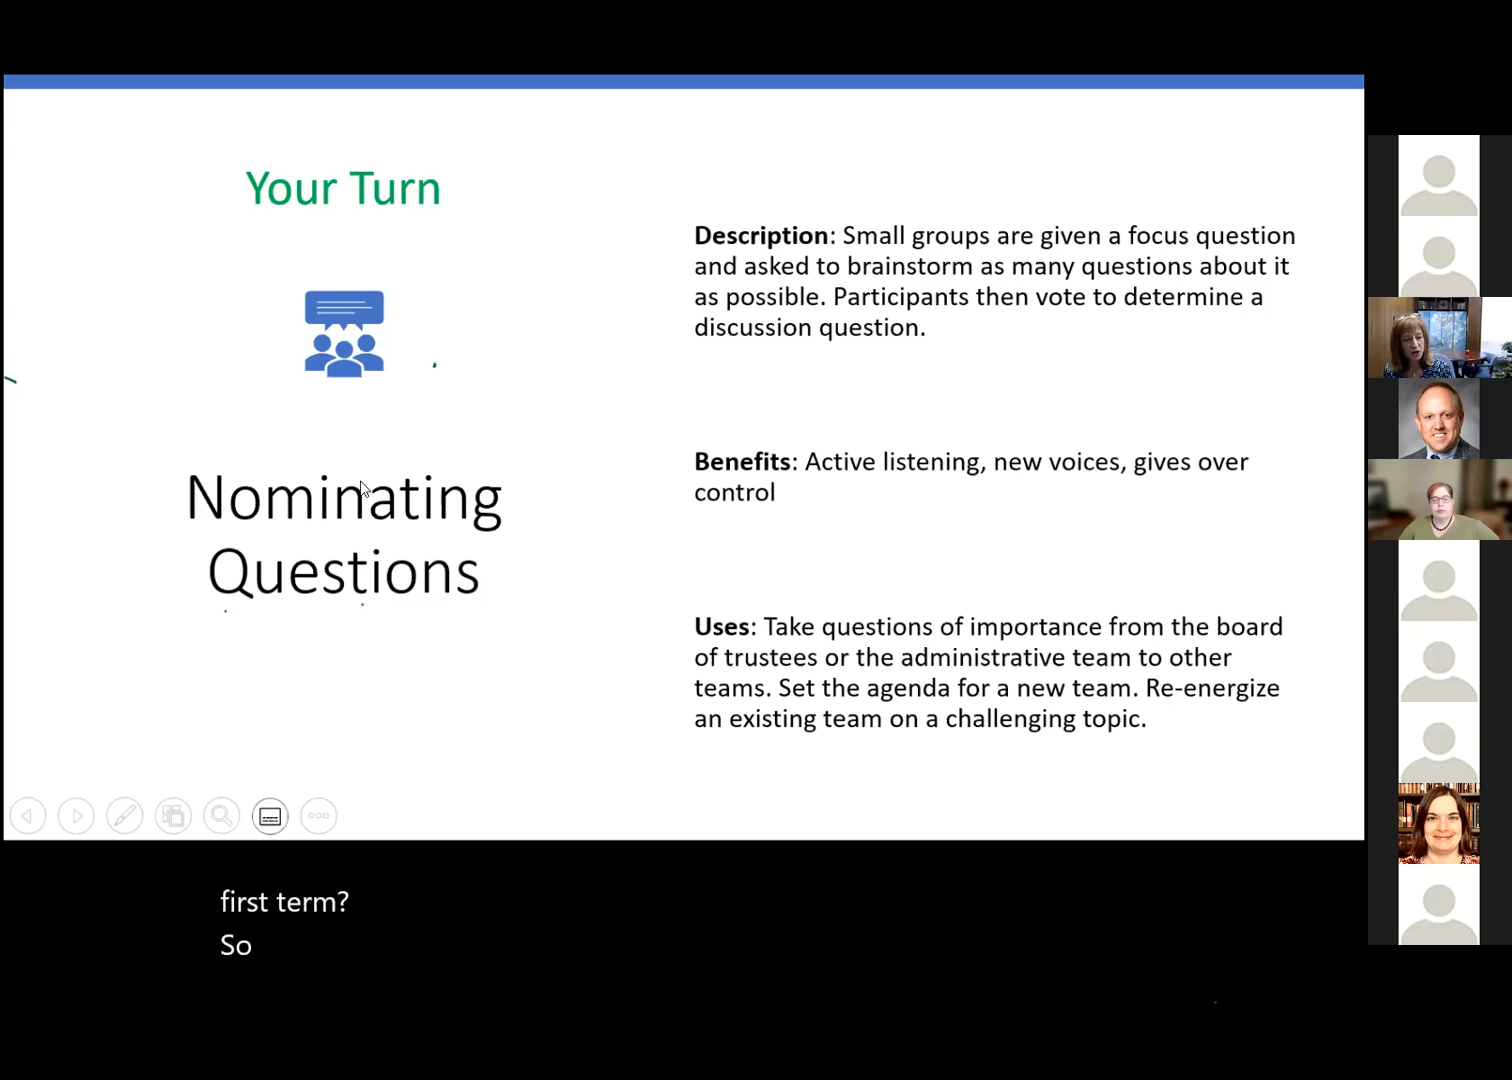 Your Turn
Nominating
Questions
Description: Small groups are given a focus question
and asked to brainstorm as many questions about it
as possible. Participants then vote to determine a
discussion question.
Benefits: Active listening, new voices, gives over
control
Uses: Take questions of importance from the board
of trustees or the administrative team to other
teams. Set the agenda for a new team. Re-energize
an existing team on a challenging topic.
first term?
So